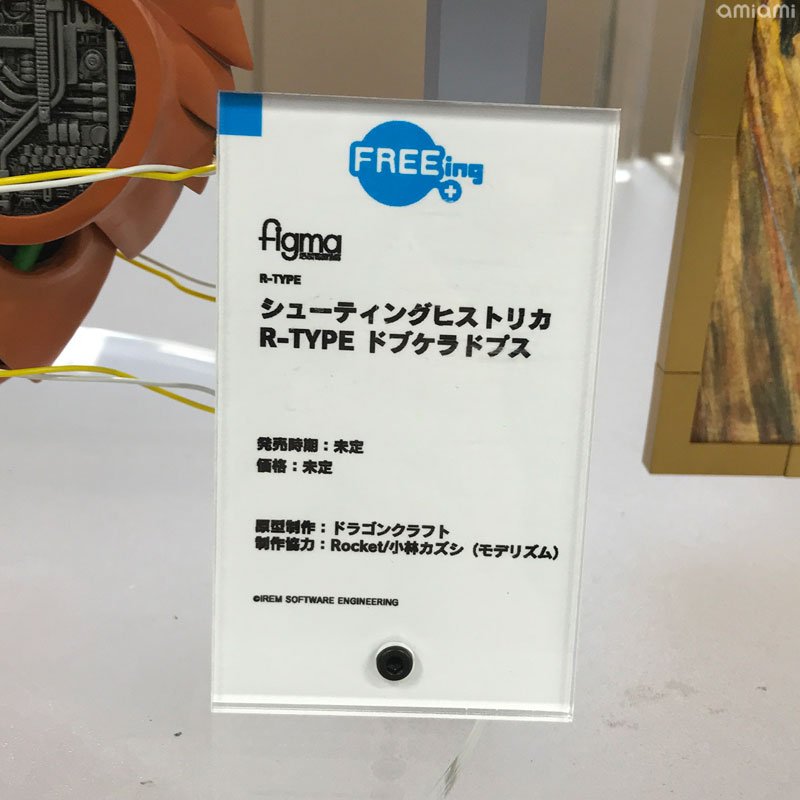 amiami
FREEing
figma
R-TYPE
シューティングヒストリカ
R-TYPE ドブケラドプス
発売時期：未定
価格：未定
原型制作：ドラゴンクラフト
制作協力：Rocket/小林カズシ（モデリズム）
©IREM SOFTWARE ENGINEERING